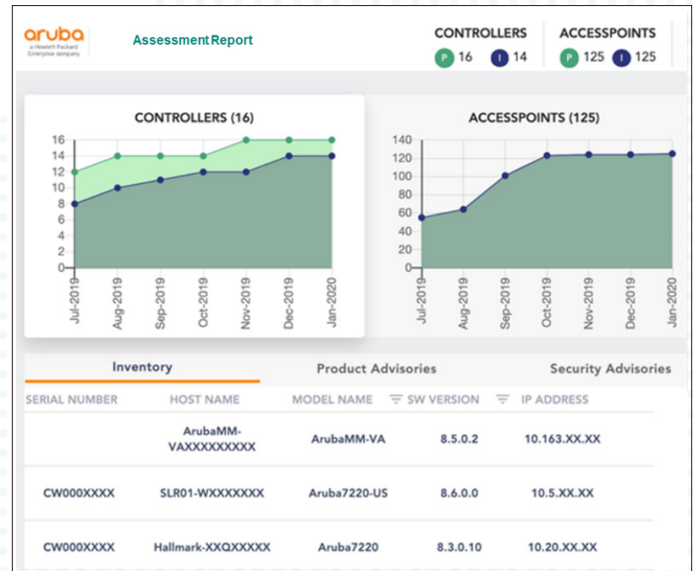 aruba
a Hewlett Packard
Enterprise company
Assessment Report
CONTROLLERS
P 16 I 14
ACCESSPOINTS
P 125 I 125
CONTROLLERS (16)
16
14
12
10
8
6
4
2
0
Jul-2019
Aug-2019
Sep-2019
Oct-2019
Nov-2019
Dec-2019
Jan-2020
ACCESSPOINTS (125)
140
120
100
80
60
40
20
0
Jul-2019
Aug-2019
Sep-2019
Oct-2019
Nov-2019
Dec-2019
Jan-2020
Inventory Product Advisories Security Advisories
SERIAL NUMBER HOST NAME MODEL NAME SW VERSION IP ADDRESS
ArubaMM-
VAXXXXXXXXX ArubaMM-VA 8.5.0.2 10.163.XX.XX
CW000XXXX SLR01-WXXXXXXX Aruba7220-US 8.6.0.0 10.5.XX.XX
CW000XXXX Hallmark-XXQXXXXX Aruba7220 8.3.0.10 10.20.XX.XX